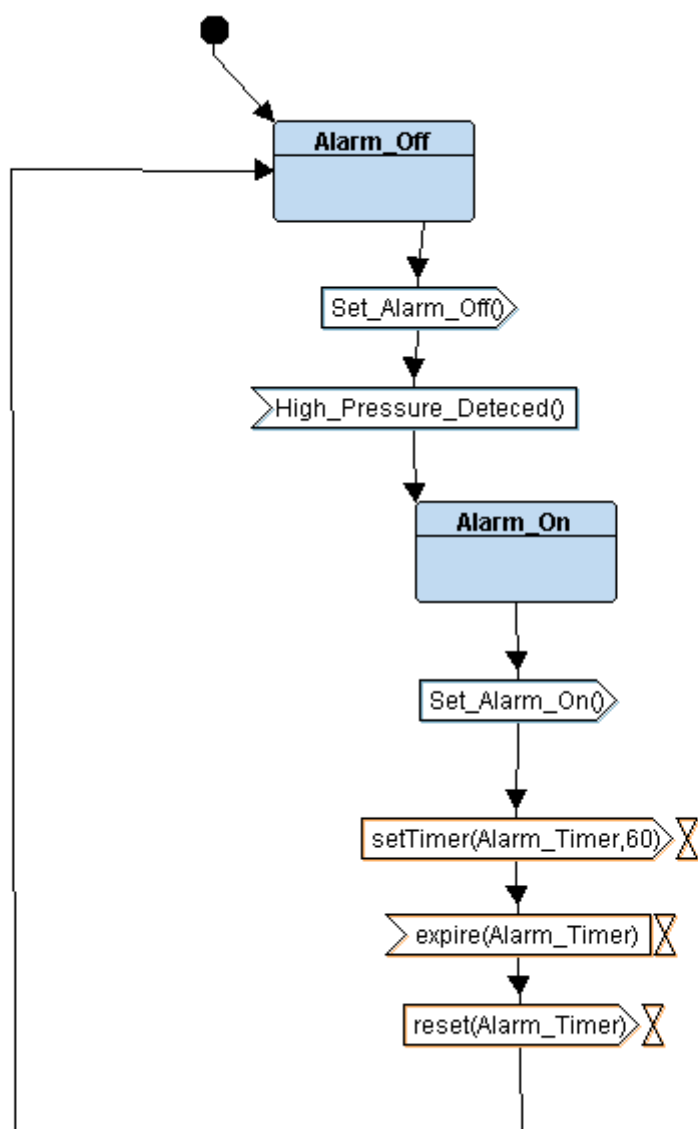 Alarm_Off
Set_Alarm_Off()
High_Pressure_Deteced()
Alarm_On
Set_Alarm_On()
setTimer(Alarm_Timer,60)
expire(Alarm_Timer)
reset(Alarm_Timer)